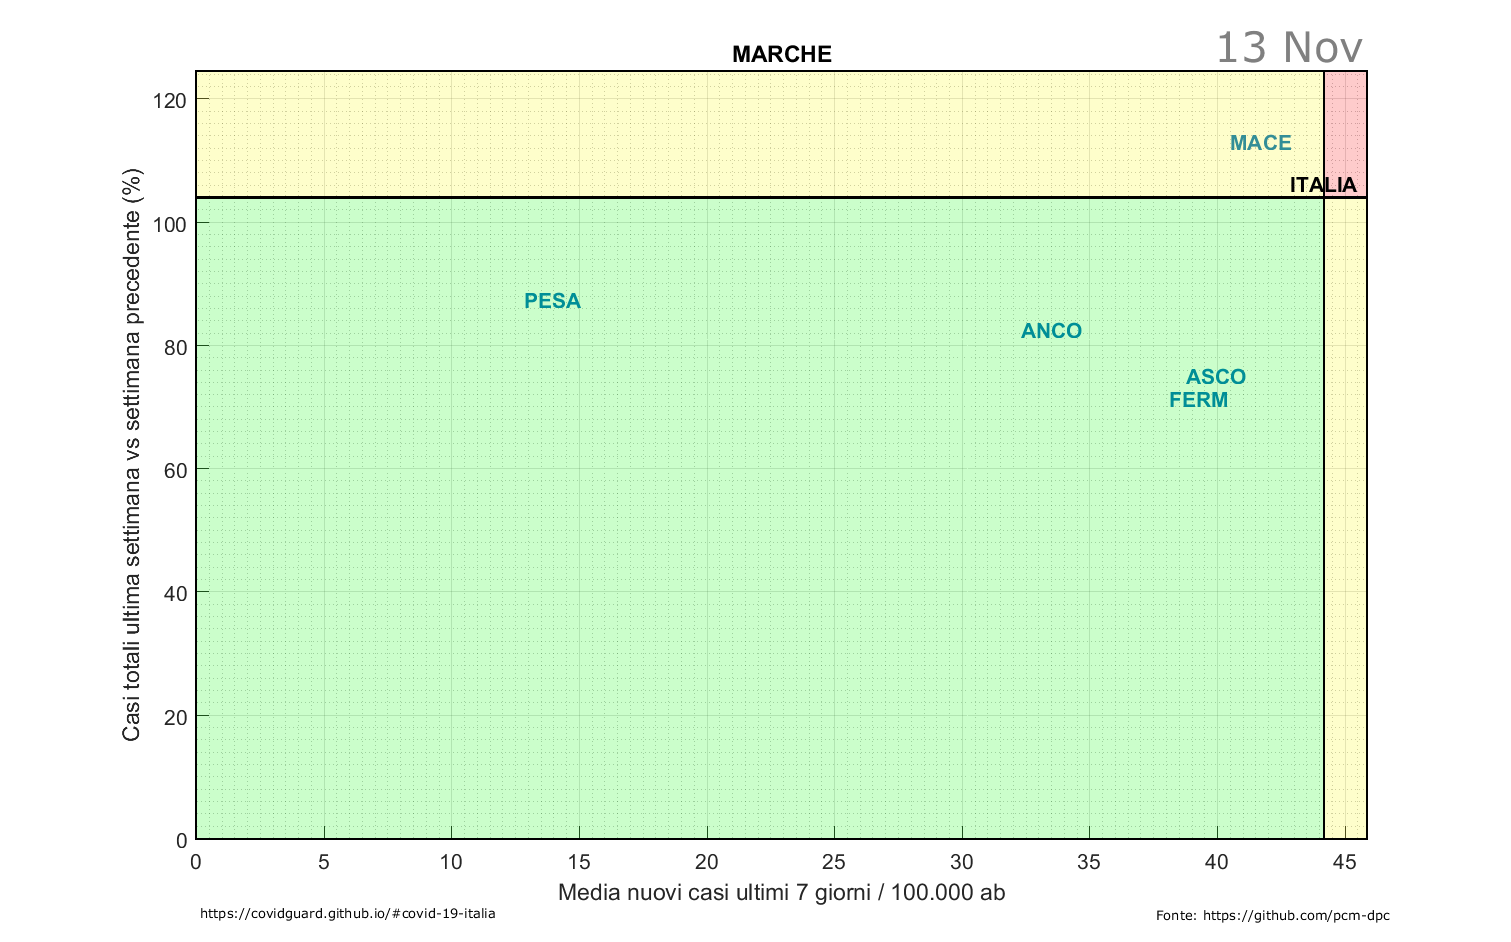 13 Nov
MARCHE
120
100
80
60
40
20
0
Casi totali ultima settimana vs settimana precedente (%)
MACE
ITALIA
PESA
ANCO
ASCO
FERM
0 5 10 15 20 25 30 35 40 45
Media nuovi casi ultimi 7 giorni / 100.000 ab
https://covidguard.github.io/#covid-19-italia
Fonte: https://github.com/pcm-dpc